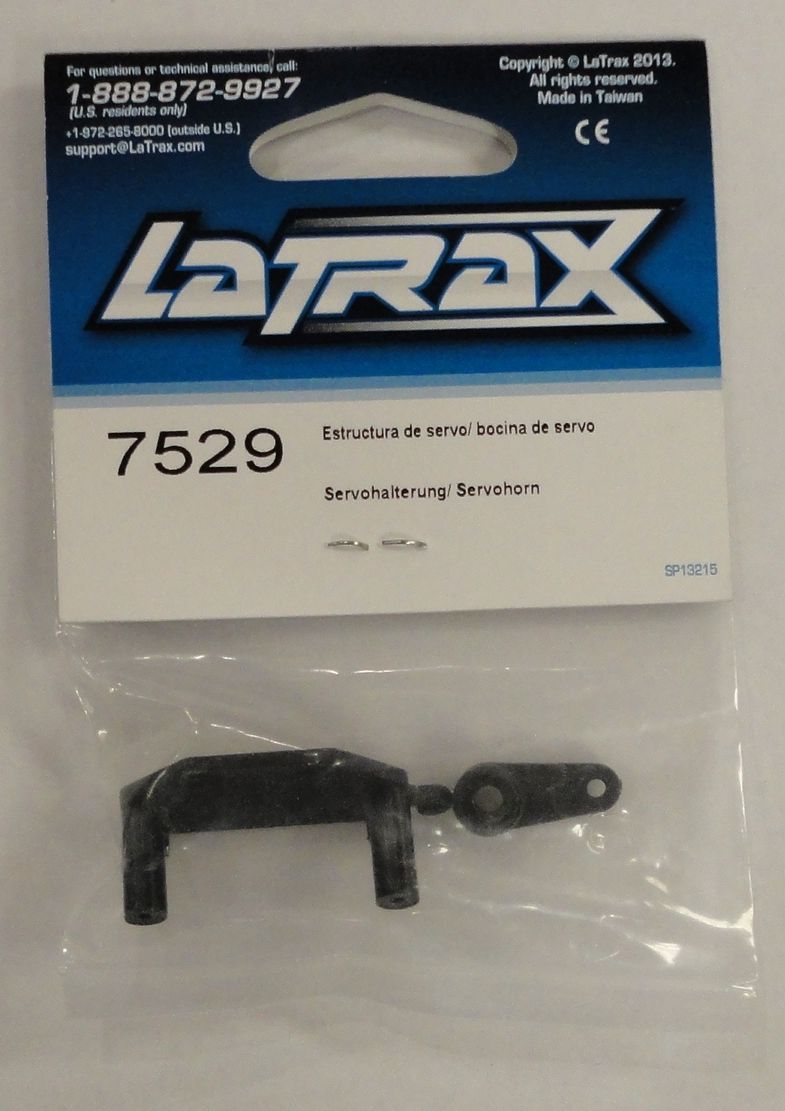 For questions or technical assistance, call:
1-888-872-9927
(U.S. residents only)
+1-972-265-8000 (outside U.S.)
support@LaTrax.com
Copyright © LaTrax 2013.
All rights reserved.
Made in Taiwan
CE
LaTRAX
7529
Estructura de servo/ bocina de servo
Servohalterung/ Servohorn
SP13215